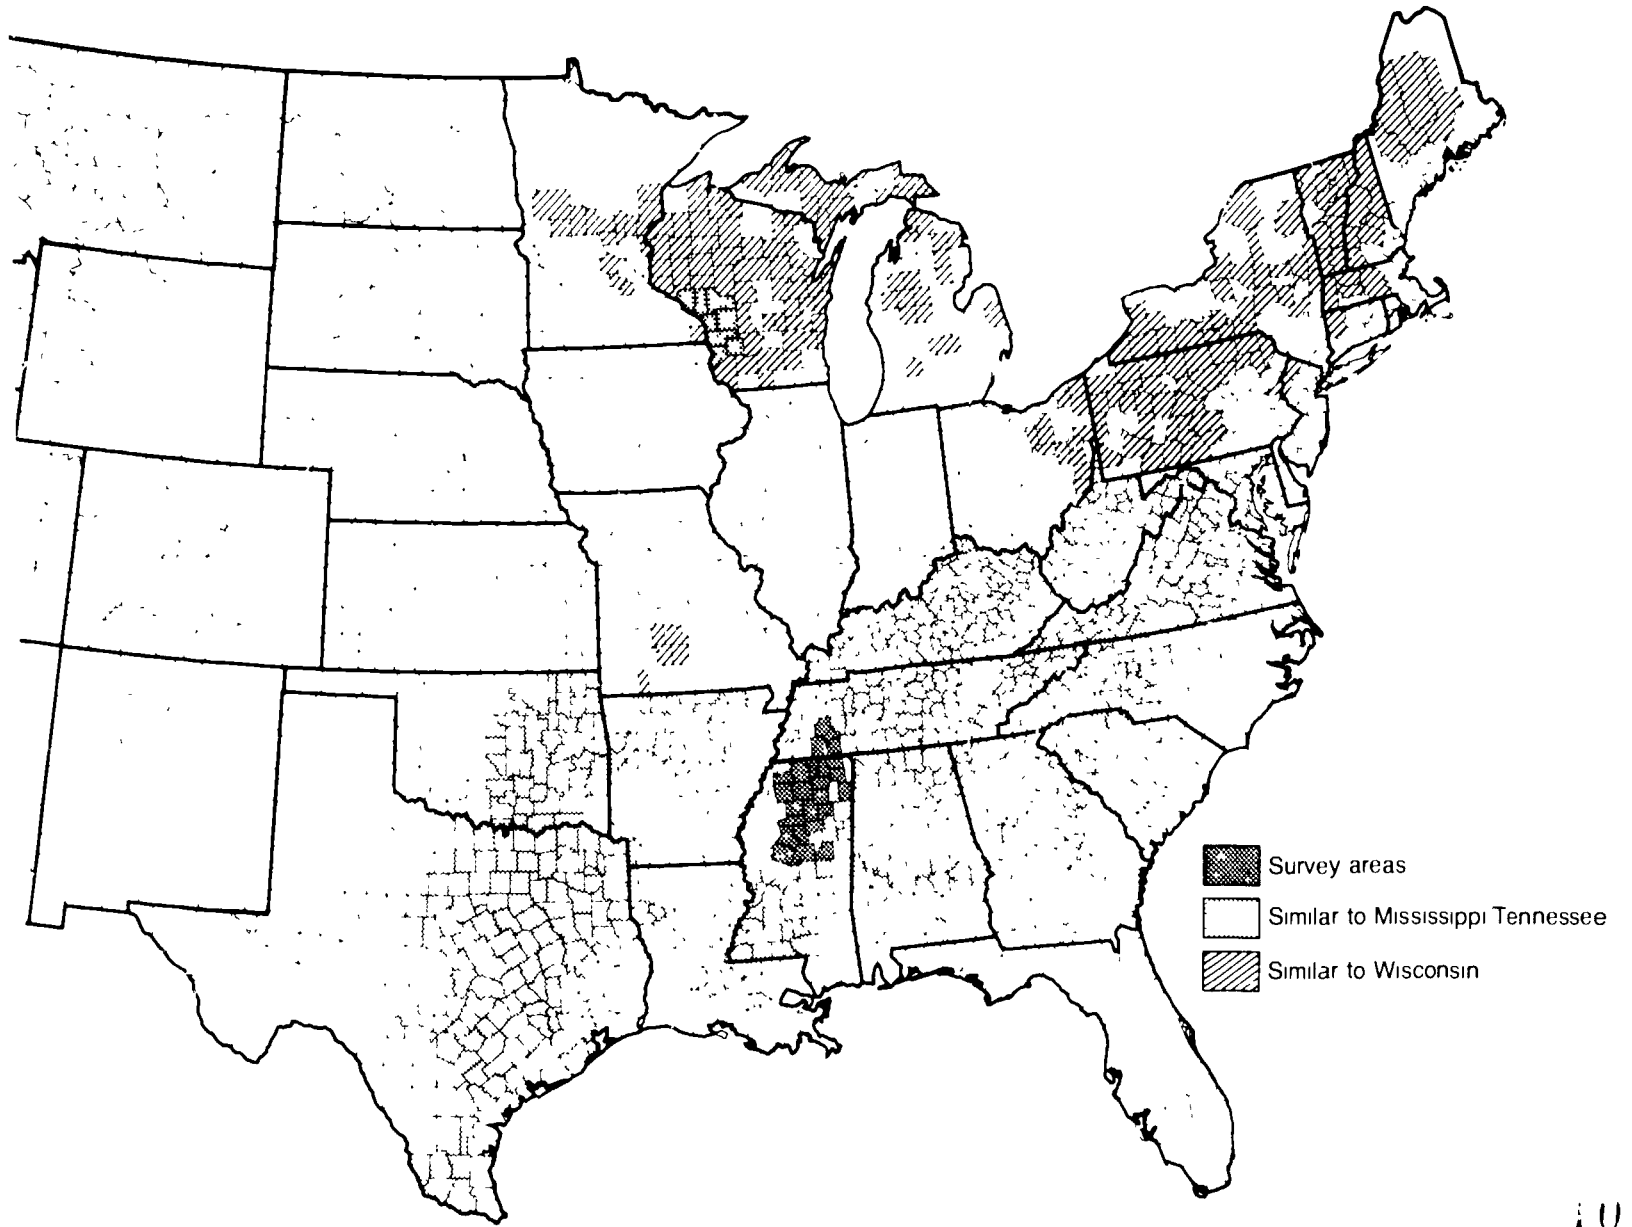 Survey areas
Similar to Mississippi Tennessee
Similar to Wisconsin